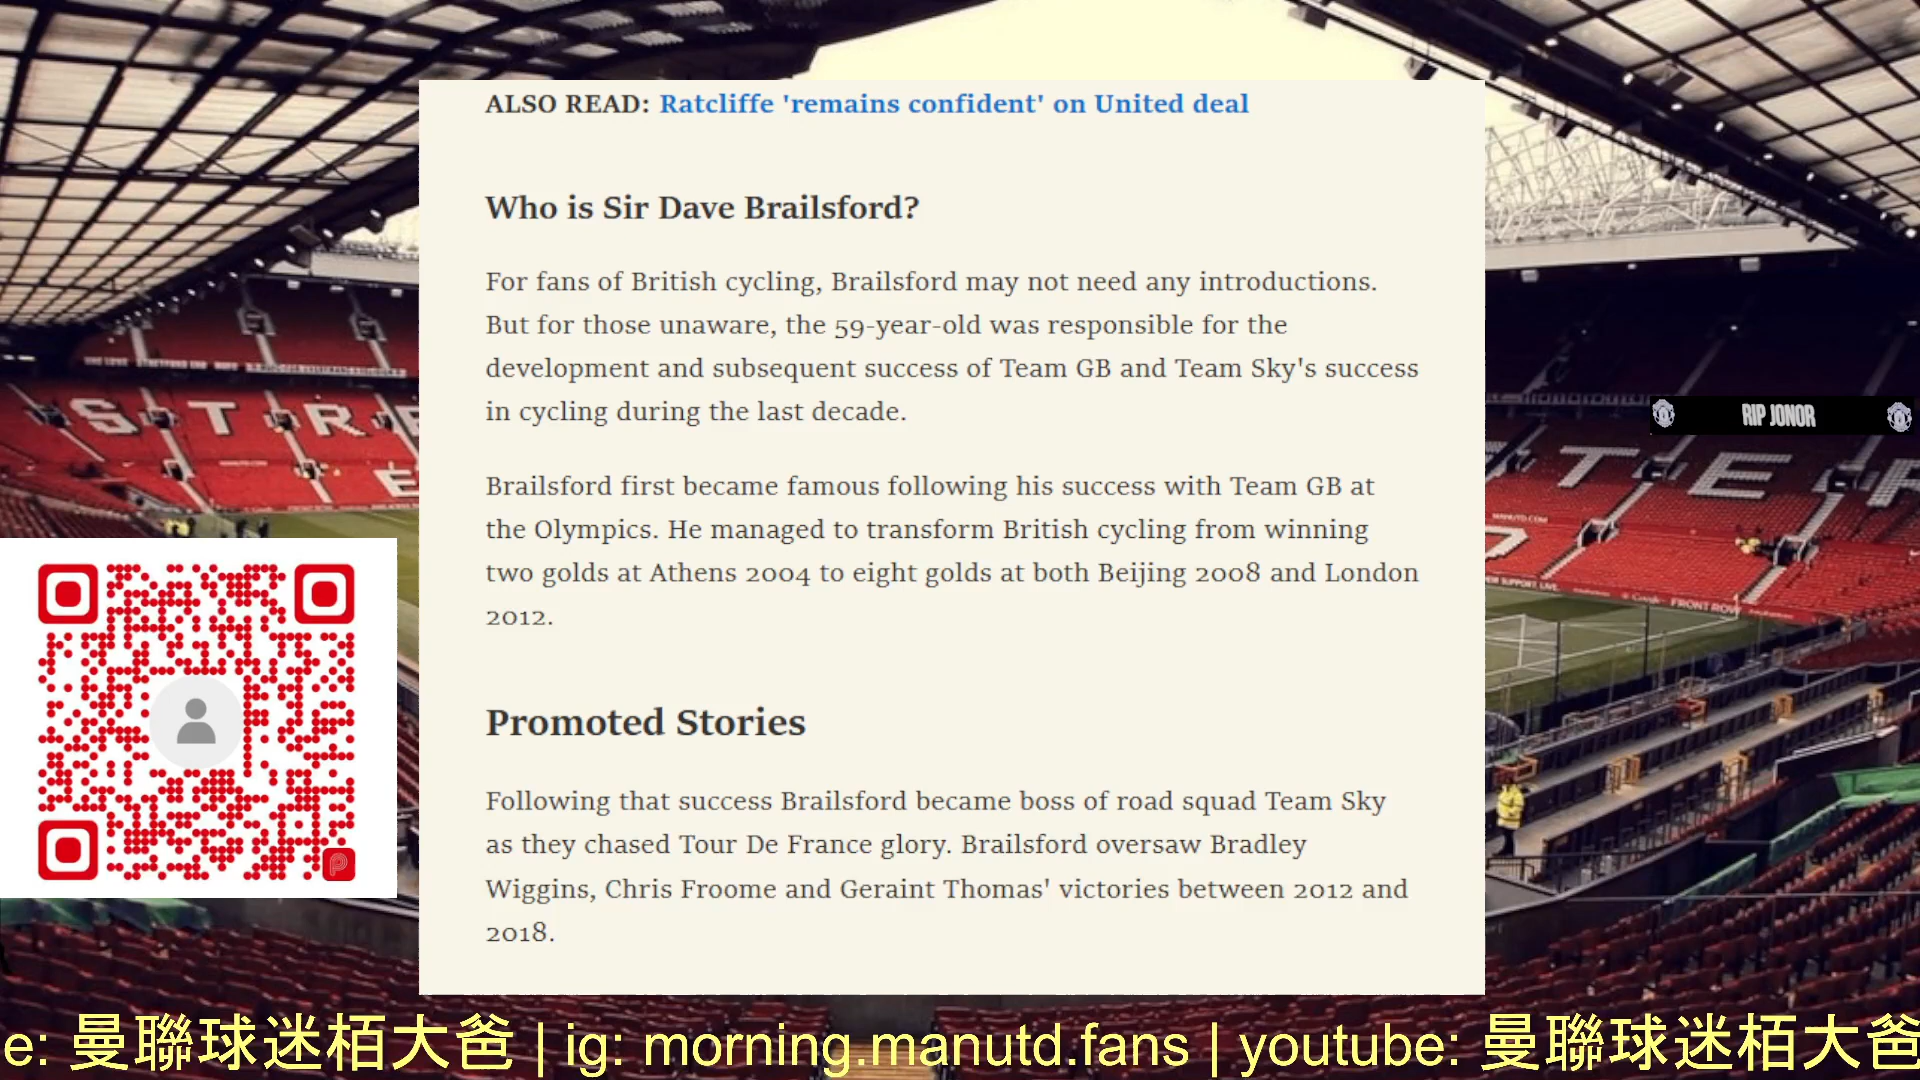 ALSO READ: Ratcliffe 'remains confident' on United deal
Who is Sir Dave Brailsford?
For fans of British cycling, Brailsford may not need any introductions.
But for those unaware, the 59-year-old was responsible for the
development and subsequent success of Team GB and Team Sky's success
in cycling during the last decade.
Brailsford first became famous following his success with Team GB at
the Olympics. He managed to transform British cycling from winning
two golds at Athens 2004 to eight golds at both Beijing 2008 and London
2012.
Promoted Stories
Following that success Brailsford became boss of road squad Team Sky
as they chased Tour De France glory. Brailsford oversaw Bradley
Wiggins, Chris Froome and Geraint Thomas' victories between 2012 and
2018.
RIP JONOR
STRE
TER
MANUTD.COM
FRONT ROW
e: 曼聯球迷栢大爸 | ig: morning.manutd.fans | youtube: 曼聯球迷栢大爸